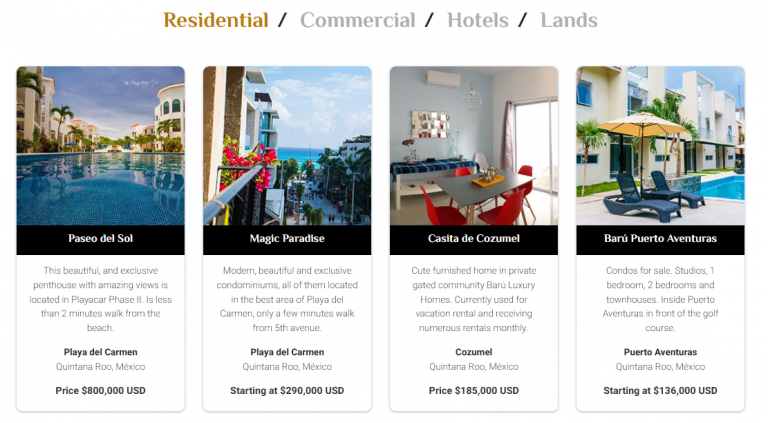 Residential / Commercial / Hotels / Lands
Paseo del Sol
This beautiful, and exclusive
penthouse with amazing views is
located in Playacar Phase II. Is less
than 2 minutes walk from the
beach.
Playa del Carmen
Quintana Roo, México
Price $800,000 USD
Magic Paradise
Modern, beautiful and exclusive
condominiums, all of them located
in the best area of Playa del
Carmen, only a few minutes walk
from 5th avenue.
Playa del Carmen
Quintana Roo, México
Starting at $290,000 USD
Casita de Cozumel
Cute furnished home in private
gated community Barú Luxury
Homes. Currently used for
vacation rental and receiving
numerous rentals monthly.
Cozumel
Quintana Roo, México
Price $185,000 USD
Barú Puerto Aventuras
Condos for sale. Studios, 1
bedroom, 2 bedrooms and
townhouses. Inside Puerto
Aventuras in front of the golf
course.
Puerto Aventuras
Quintana Roo, México
Starting at $136,000 USD